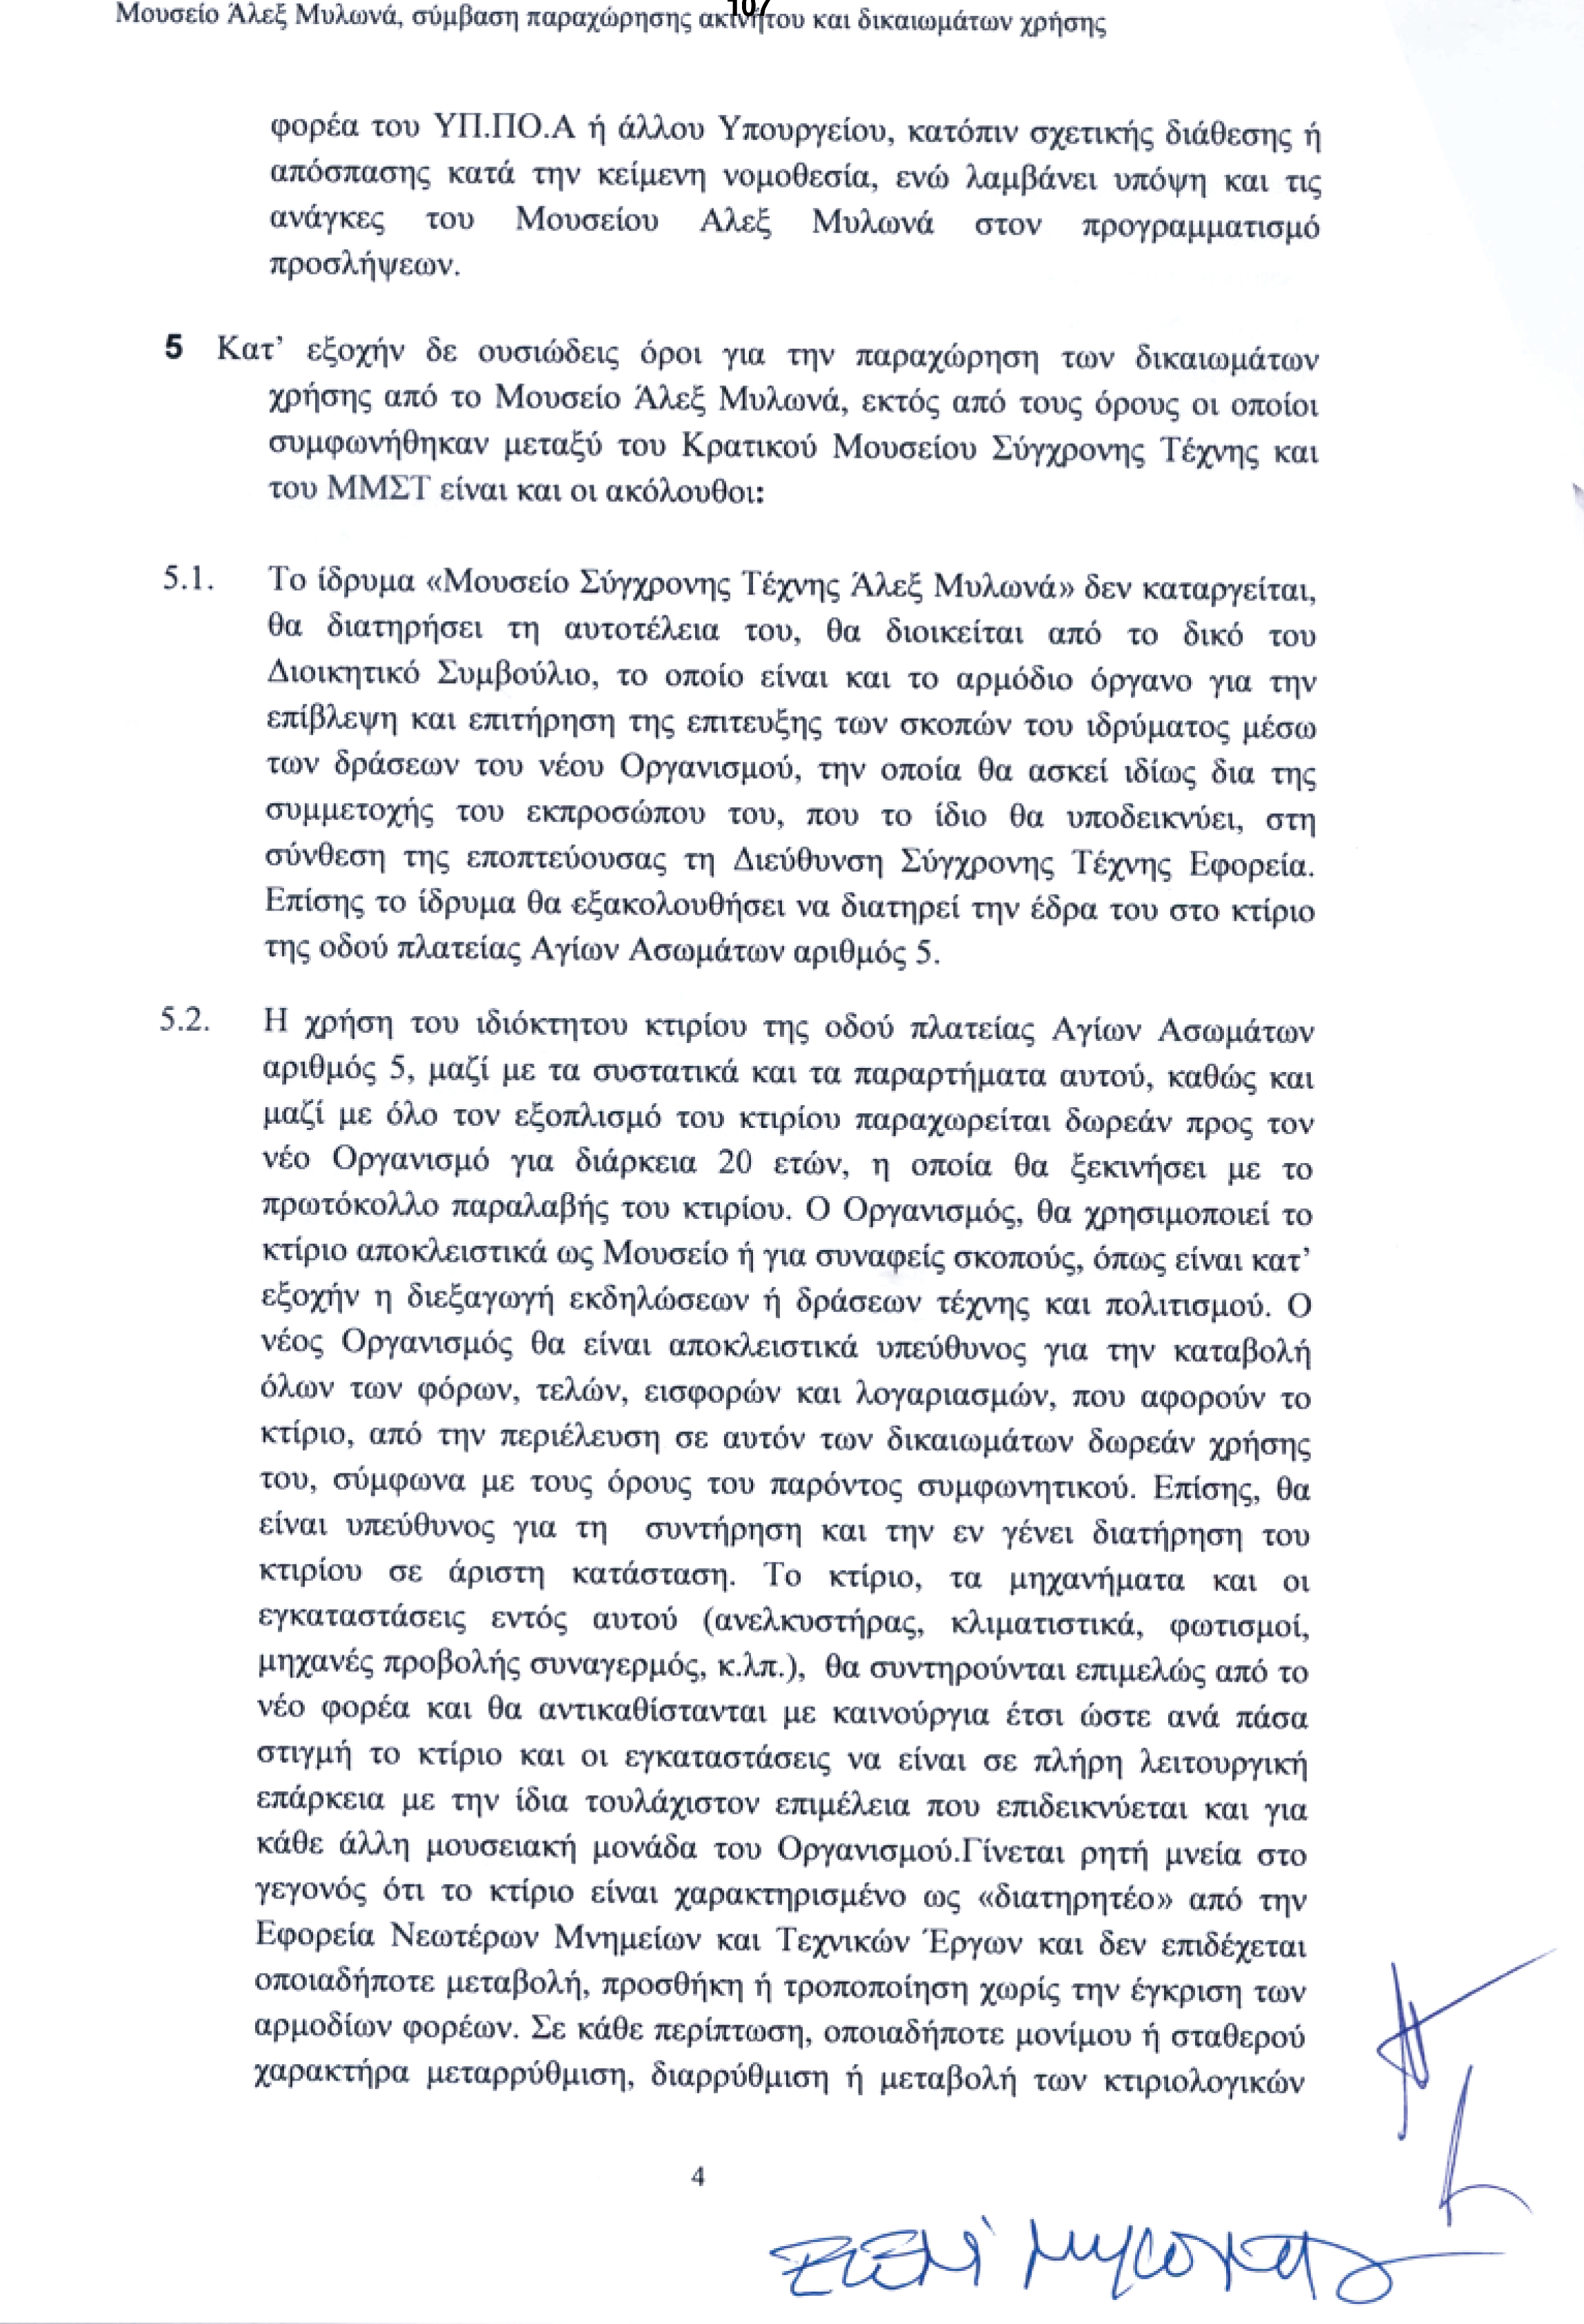 107
Μουσείο Άλεξ Μυλωνά, σύμβαση παραχώρησης ακινήτου και δικαιωμάτων χρήσης
φορέα του ΥΠ.ΠΟ.Α ή άλλου Υπουργείου, κατόπιν σχετικής διάθεσης ή
απόσπασης κατά την κείμενη νομοθεσία, ενώ λαμβάνει υπόψη και τις
ανάγκες του Μουσείου Αλεξ Μυλωνά στον προγραμματισμό
προσλήψεων.
5 Κατ’ εξοχήν δε ουσιώδεις όροι για την παραχώρηση των δικαιωμάτων
χρήσης από το Μουσείο Άλεξ Μυλωνά, εκτός από τους όρους οι οποίοι
συμφωνήθηκαν μεταξύ του Κρατικού Μουσείου Σύγχρονης Τέχνης και
του ΜΜΣΤ είναι και οι ακόλουθοι:
5.1. Το ίδρυμα «Μουσείο Σύγχρονης Τέχνης Άλεξ Μυλωνά» δεν καταργείται,
θα διατηρήσει τη αυτοτέλεια του, θα διοικείται από το δικό του
Διοικητικό Συμβούλιο, το οποίο είναι και το αρμόδιο όργανο για την
επίβλεψη και επιτήρηση της επιτευξης των σκοπών του ιδρύματος μέσω
των δράσεων του νέου Οργανισμού, την οποία θα ασκεί ιδίως δια της
συμμετοχής του εκπροσώπου του, που το ίδιο θα υποδεικνύει, στη
σύνθεση της εποπτεύουσας τη Διεύθυνση Σύγχρονης Τέχνης Εφορεία.
Επίσης το ίδρυμα θα εξακολουθήσει να διατηρεί την έδρα του στο κτίριο
της οδού πλατείας Αγίων Ασωμάτων αριθμός 5.
5.2. Η χρήση του ιδιόκτητου κτιρίου της οδού πλατείας Αγίων Ασωμάτων
αριθμός 5, μαζί με τα συστατικά και τα παραρτήματα αυτού, καθώς και
μαζί με όλο τον εξοπλισμό του κτιρίου παραχωρείται δωρεάν προς τον
νέο Οργανισμό για διάρκεια 20 ετών, η οποία θα ξεκινήσει με το
πρωτόκολλο παραλαβής του κτιρίου. Ο Οργανισμός, θα χρησιμοποιεί το
κτίριο αποκλειστικά ως Μουσείο ή για συναφείς σκοπούς, όπως είναι κατ’
εξοχήν η διεξαγωγή εκδηλώσεων ή δράσεων τέχνης και πολιτισμού. Ο
νέος Οργανισμός θα είναι αποκλειστικά υπεύθυνος για την καταβολή
όλων των φόρων, τελών, εισφορών και λογαριασμών, που αφορούν το
κτίριο, από την περιέλευση σε αυτόν των δικαιωμάτων δωρεάν χρήσης
του, σύμφωνα με τους όρους του παρόντος συμφωνητικού. Επίσης, θα
είναι υπεύθυνος για τη συντήρηση και την εν γένει διατήρηση του
κτιρίου σε άριστη κατάσταση. Το κτίριο, τα μηχανήματα και οι
εγκαταστάσεις εντός αυτού (ανελκυστήρας, κλιματιστικά, φωτισμοί,
μηχανές προβολής συναγερμός, κ.λπ.), θα συντηρούνται επιμελώς από το
νέο φορέα και θα αντικαθίστανται με καινούργια έτσι ώστε ανά πάσα
στιγμή το κτίριο και οι εγκαταστάσεις να είναι σε πλήρη λειτουργική
επάρκεια με την ίδια τουλάχιστον επιμέλεια που επιδεικνύεται και για
κάθε άλλη μουσειακή μονάδα του Οργανισμού.Γίνεται ρητή μνεία στο
γεγονός ότι το κτίριο είναι χαρακτηρισμένο ως «διατηρητέο» από την
Εφορεία Νεωτέρων Μνημείων και Τεχνικών Έργων και δεν επιδέχεται
οποιαδήποτε μεταβολή, προσθήκη ή τροποποίηση χωρίς την έγκριση των
αρμοδίων φορέων. Σε κάθε περίπτωση, οποιαδήποτε μονίμου ή σταθερού
χαρακτήρα μεταρρύθμιση, διαρρύθμιση ή μεταβολή των κτιριολογικών
4